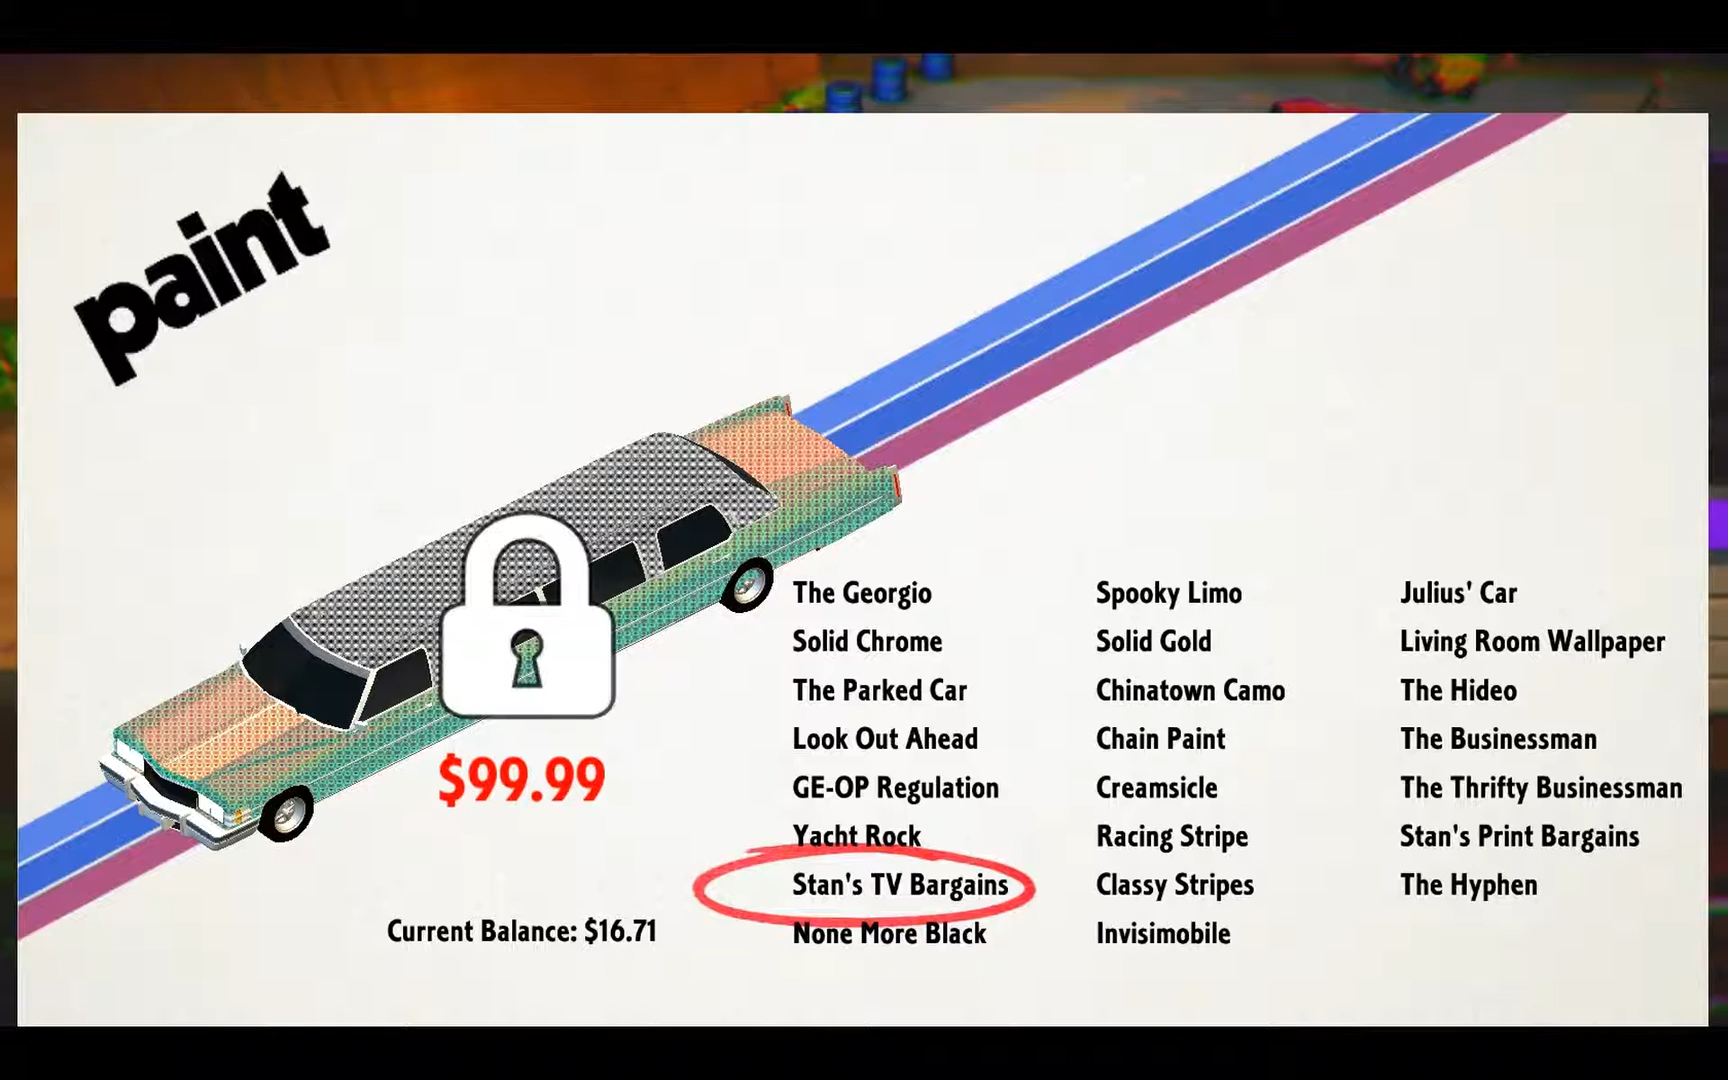 paint
$99.99
Current Balance: $16.71
The Georgio
Solid Chrome
The Parked Car
Look Out Ahead
GE-OP Regulation
Yacht Rock
Stan's TV Bargains
None More Black
Spooky Limo
Solid Gold
Chinatown Camo
Chain Paint
Creamsicle
Racing Stripe
Classy Stripes
Invisimobile
Julius' Car
Living Room Wallpaper
The Hideo
The Businessman
The Thrifty Businessman
Stan's Print Bargains
The Hyphen